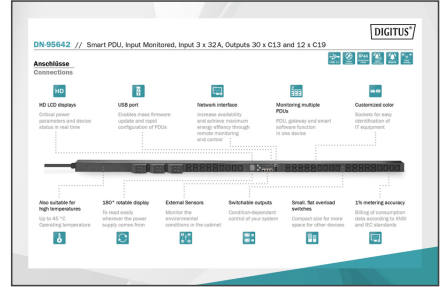 DIGITUS®
DN-95642 // Smart PDU, Input Monitored, Input 3 x 32A, Outputs 30 x C13 and 12 x C19
Anschlüsse
Connections
HD
HD LCD displays
Critical power
parameters and device
status in real time
USB port
Enables mass firmware
update and rapid
configuration of PDUs
Network interface
Increase availability
and achieve maximum
energy effiency through
remote monitoring
and control
Monitoring multiple
PDUs
PDU, gateway and smart
software function
in one device
Customized color
Sockets for easy
identification of
IT equipment
Also suitable for
high temperatures
Up to 45 °C
Operating temperature
180° rotatable display
To read easily
wherever the power
supply comes from
External Sensors
Monitor the
environmental
conditions in the cabinet
Switchable outputs
Condition-dependent
control of your system
Small, flat overload
switches
Compact size for more
space for other devices
1% metering accuracy
Billing of consumption
data according to ANSI
and IEC standards